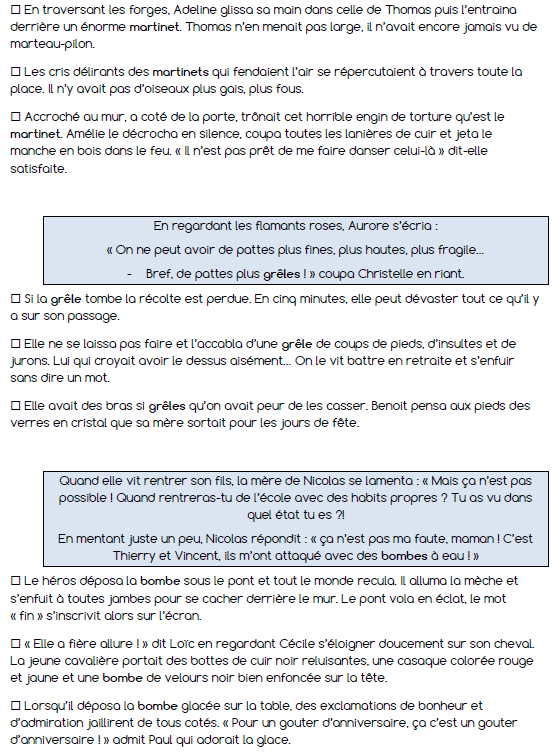 ☐ En traversant les forges, Adeline glissa sa main dans celle de Thomas puis l'entraina
derrière un énorme martinet. Thomas n'en menait pas large, il n'avait encore jamais vu de
marteau-pilon.
☐ Les cris délirants des martinets qui fendaient l'air se répercutaient à travers toute la
place. Il n'y avait pas d'oiseaux plus gais, plus fous.
☐ Accroché au mur, a coté de la porte, trônait cet horrible engin de torture qu'est le
martinet. Amélie le décrocha en silence, coupa toutes les lanières de cuir et jeta le
manche en bois dans le feu. « Il n'est pas prêt de me faire danser celui-là » dit-elle
satisfaite.
En regardant les flamants roses, Aurore s'écria :
« On ne peut avoir de pattes plus fines, plus hautes, plus fragile...
- Bref, de pattes plus grêles ! » coupa Christelle en riant.
☐ Si la grêle tombe la récolte est perdue. En cinq minutes, elle peut dévaster tout ce qu'il y
a sur son passage.
☐ Elle ne se laissa pas faire et l'accabla d'une grêle de coups de pieds, d'insultes et de
jurons. Lui qui croyait avoir le dessus aisément... On le vit battre en retraite et s'enfuir
sans dire un mot.
☐ Elle avait des bras si grêles qu'on avait peur de les casser. Benoit pensa aux pieds des
verres en cristal que sa mère sortait pour les jours de fête.
Quand elle vit rentrer son fils, la mère de Nicolas se lamenta : « Mais ça n'est pas
possible ! Quand rentreras-tu de l'école avec des habits propres ? Tu as vu dans
quel état tu es ?!
En mentant juste un peu, Nicolas répondit : « ça n'est pas ma faute, maman ! C'est
Thierry et Vincent, ils m'ont attaqué avec des bombes à eau ! »
☐ Le héros déposa la bombe sous le pont et tout le monde recula. Il alluma la mèche et
s'enfuit à toutes jambes pour se cacher derrière le mur. Le pont vola en éclat, le mot
« fin » s'inscrivit alors sur l'écran.
☐ « Elle a fière allure ! » dit Loïc en regardant Cécile s'éloigner doucement sur son cheval.
La jeune cavalière portait des bottes de cuir noir reluisantes, une casaque colorée rouge
et jaune et une bombe de velours noir bien enfoncée sur la tête.
☐ Lorsqu'il déposa la bombe glacée sur la table, des exclamations de bonheur et
d'admiration jaillirent de tous cotés. « Pour un gouter d'anniversaire, ça c'est un gouter
d'anniversaire ! » admit Paul qui adorait la glace.